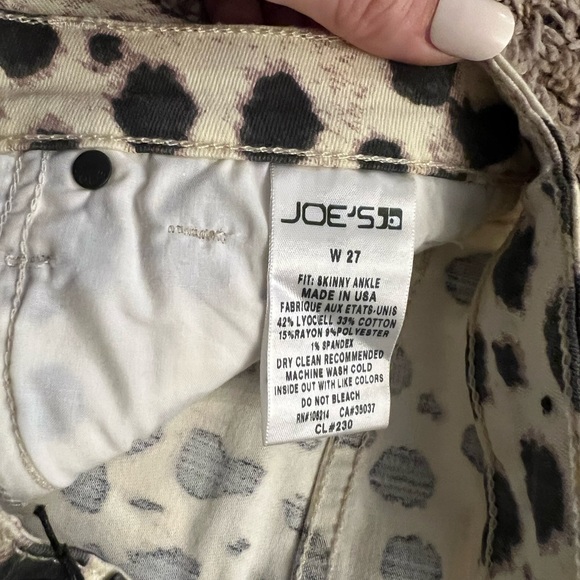 JOE'S
W 27
FIT: SKINNY ANKLE
MADE IN USA
FABRIQUE AUX ETATS-UNIS
42% LYOCELL 33% COTTON
15%RAYON 9%POLYESTER
1% SPANDEX
DRY CLEAN RECOMMENDED
MACHINE WASH COLD
INSIDE OUT WITH LIKE COLORS
DO NOT BLEACH
RN#106214 CA#35037
CL#230